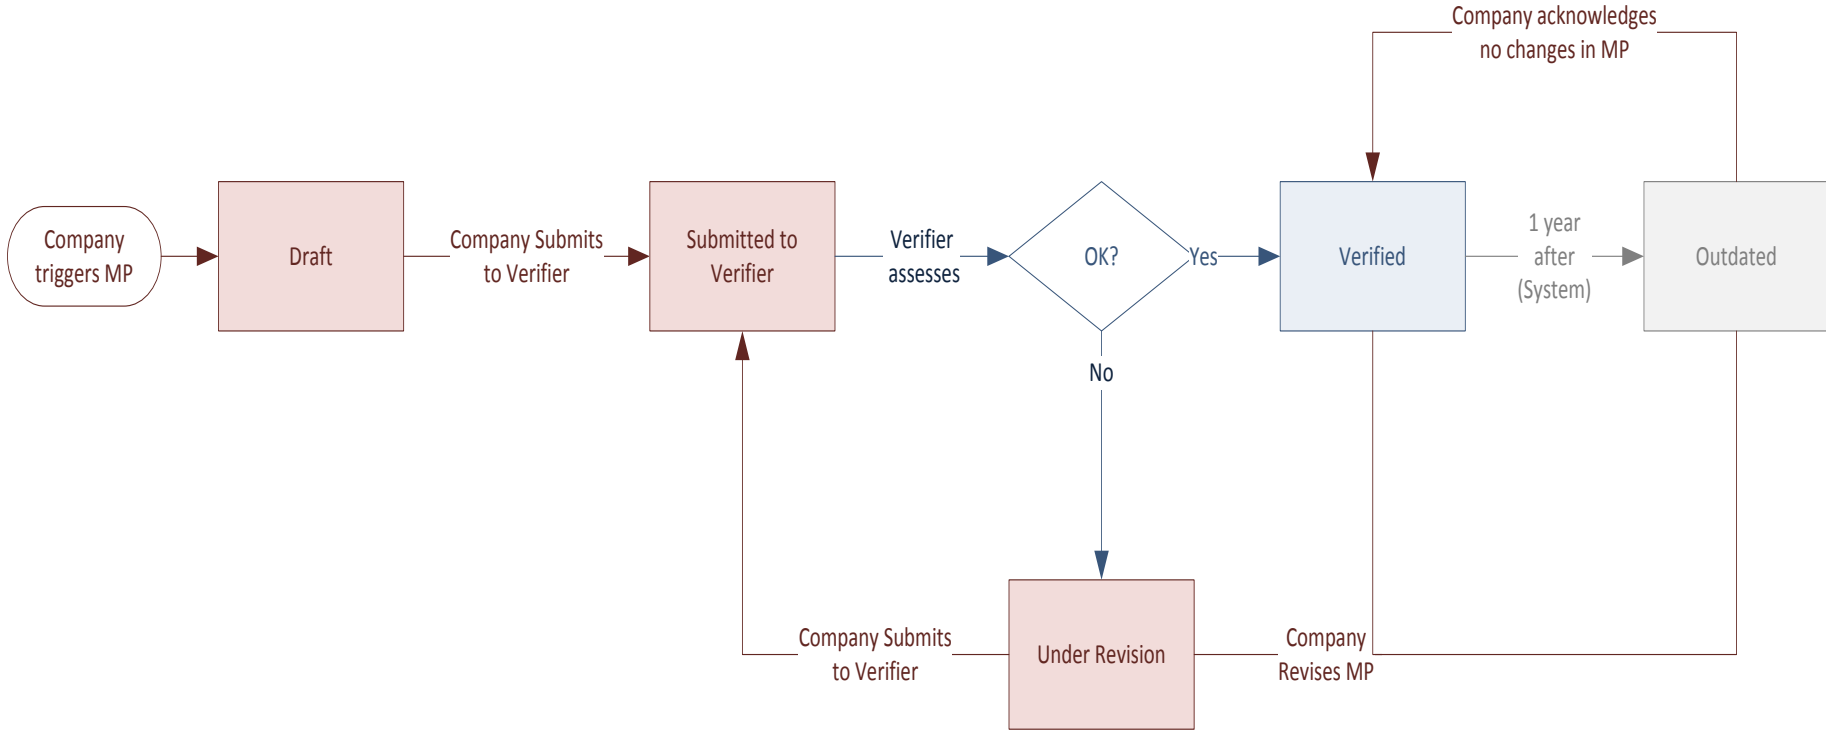 Company acknowledges
no changes in MP
Company
triggers MP
Draft
Company Submits
to Verifier
Submitted to
Verifier
Verifier
assesses
OK?
Yes
Verified
1 year
after
(System)
Outdated
No
Company Submits
to Verifier
Under Revision
Company
Revises MP